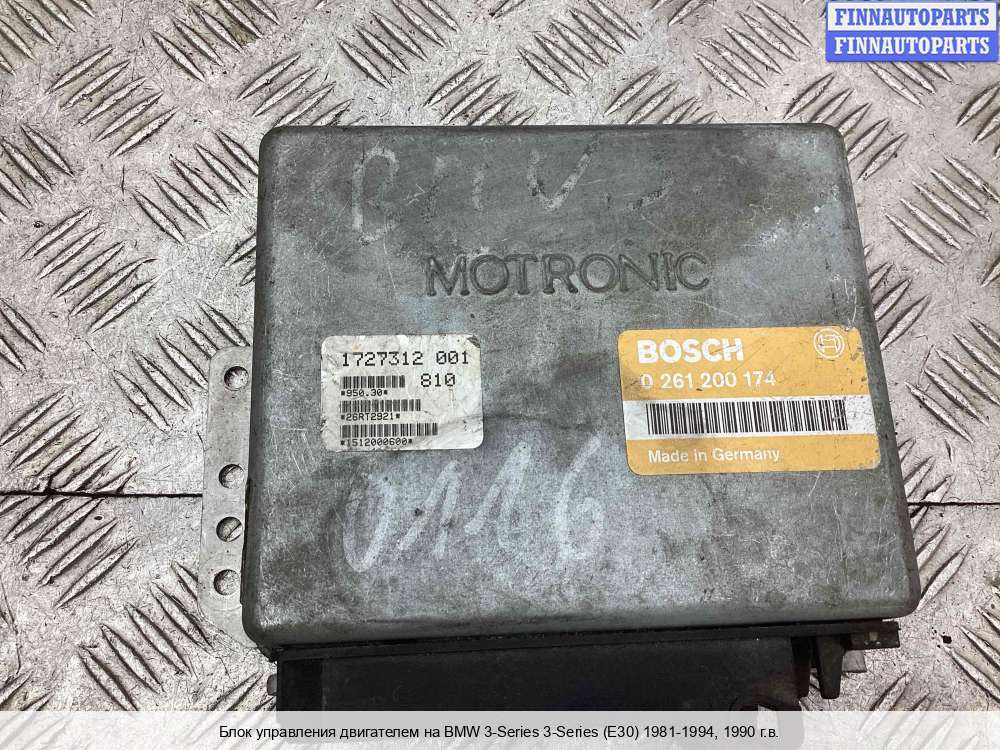 FINNAUTOPARTS
FINNAUTOPARTS
MOTRONIC
1727312 001
810
*950.30*
*26RT2921*
*1512000600*
BOSCH
0 261 200 174
Made in Germany
Блок управления двигателем на BMW 3-Series 3-Series (E30) 1981-1994, 1990 г.в.